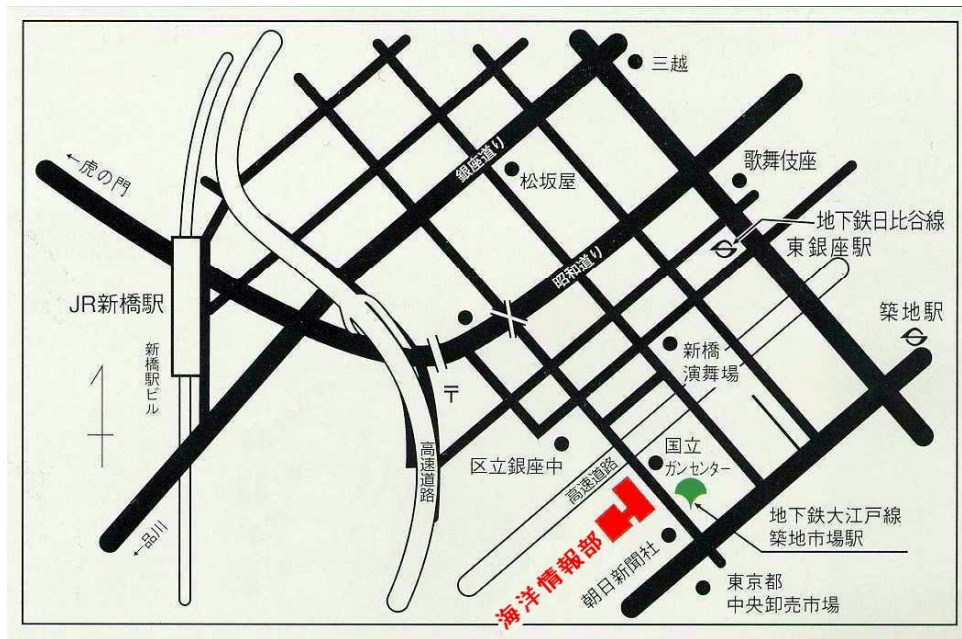 三越
←虎の門
銀座通り
松坂屋
歌舞伎座
地下鉄日比谷線
東銀座駅
昭和通り
JR新橋駅
築地駅
新橋駅ビル
新橋
演舞場
〒
区立銀座中
国立
ガンセンター
高速道路
高速道路
地下鉄大江戸線
築地市場駅
←品川
海洋情報部
朝日新聞社
東京都
中央卸売市場